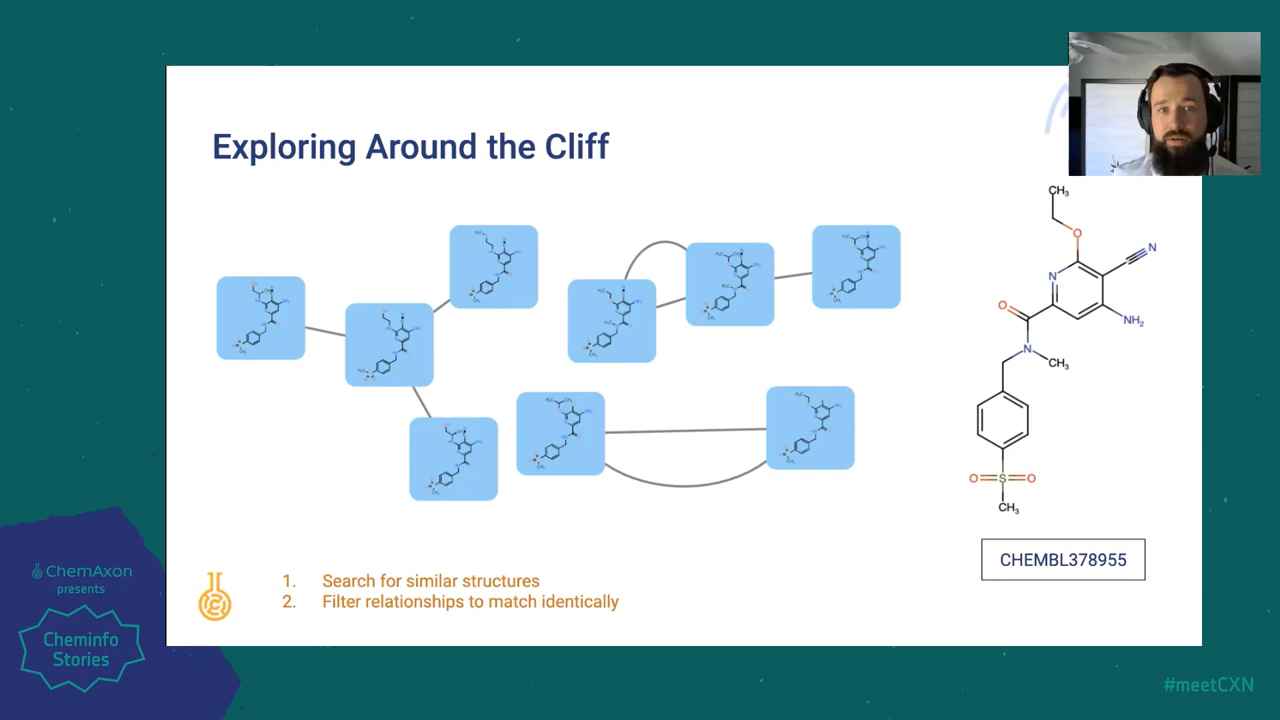 Exploring Around the Cliff
CH₃
O
N
N
O
NH₂
N
CH₃
O
S
O
CH₃
CHEMBL378955
1. Search for similar structures
2. Filter relationships to match identically
ChemAxon
presents
Cheminfo
Stories
#meetCXN